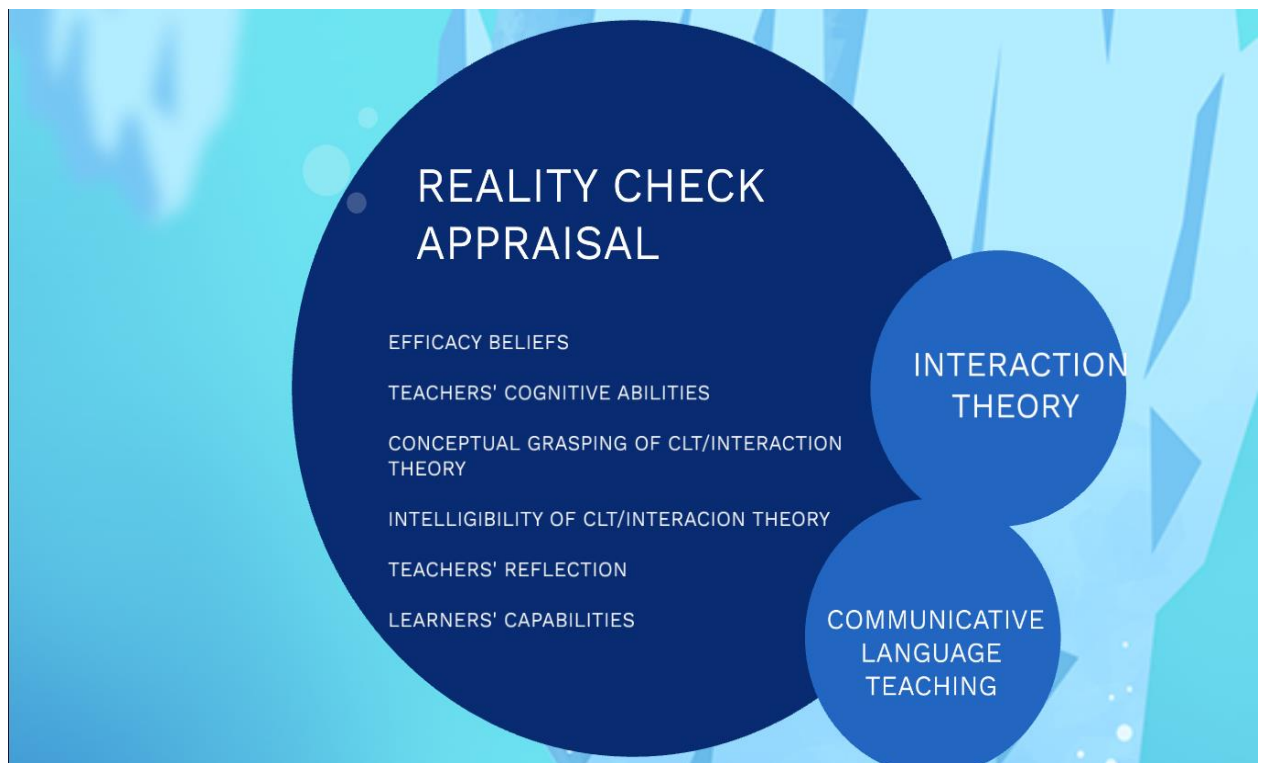 REALITY CHECK
APPRAISAL
EFFICACY BELIEFS
TEACHERS' COGNITIVE ABILITIES
CONCEPTUAL GRASPING OF CLT/INTERACTION
THEORY
INTELLIGIBILITY OF CLT/INTERACION THEORY
TEACHERS' REFLECTION
LEARNERS' CAPABILITIES
INTERACTION
THEORY
COMMUNICATIVE
LANGUAGE
TEACHING